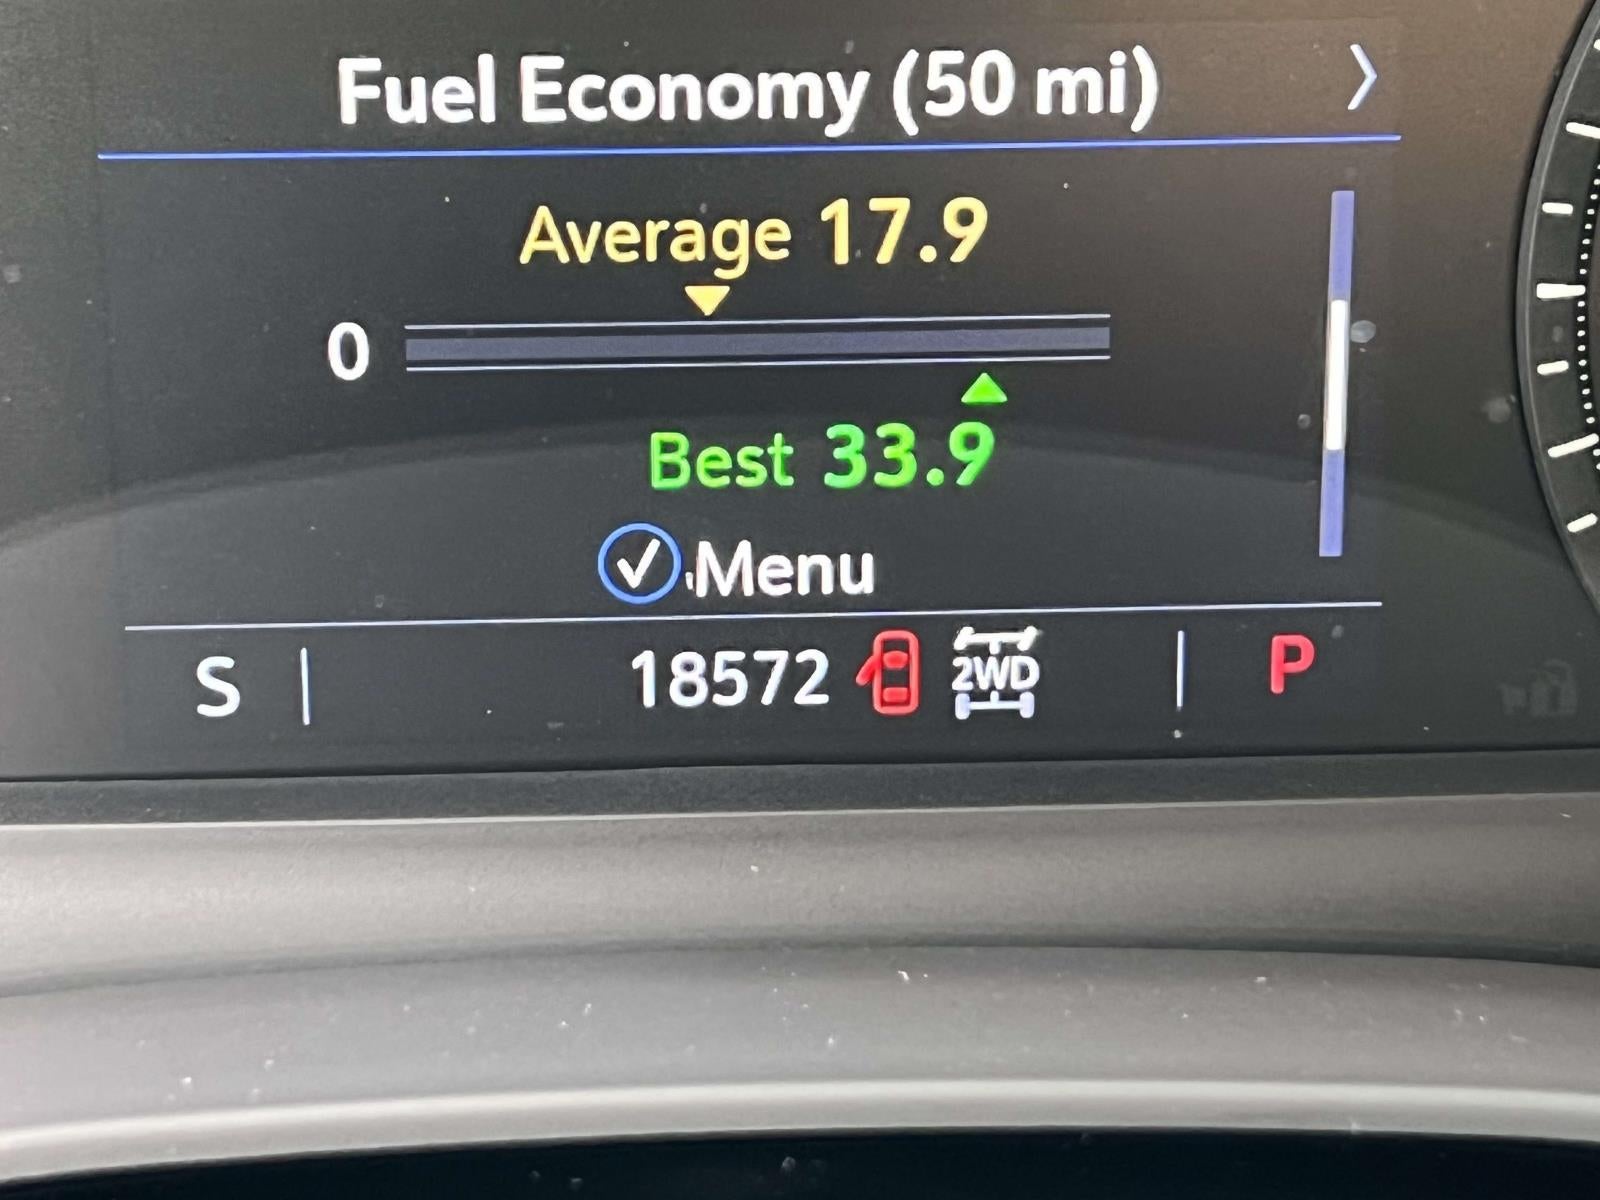 Fuel Economy (50 mi)
Average 17.9
0
Best 33.9
Menu
S 18572 2WD P